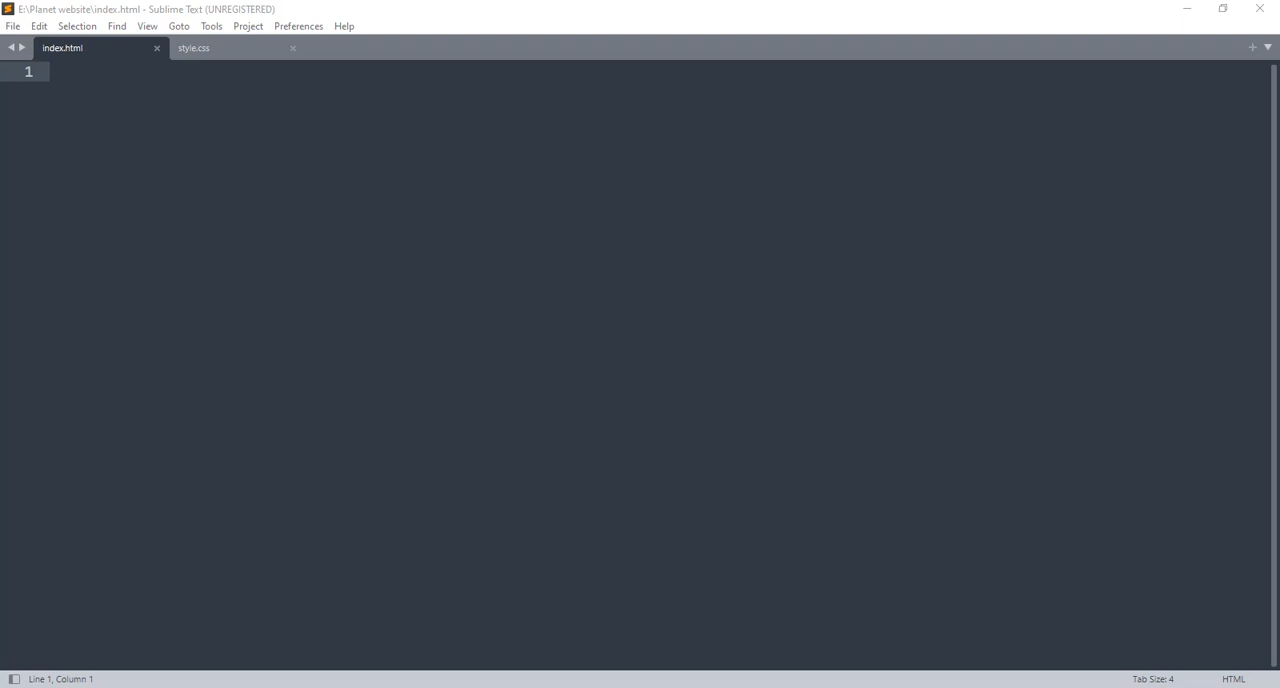 E:\Planet website\index.html - Sublime Text (UNREGISTERED)
File Edit Selection Find View Goto Tools Project Preferences Help
index.html style.css
1
Line 1, Column 1 Tab Size: 4 HTML